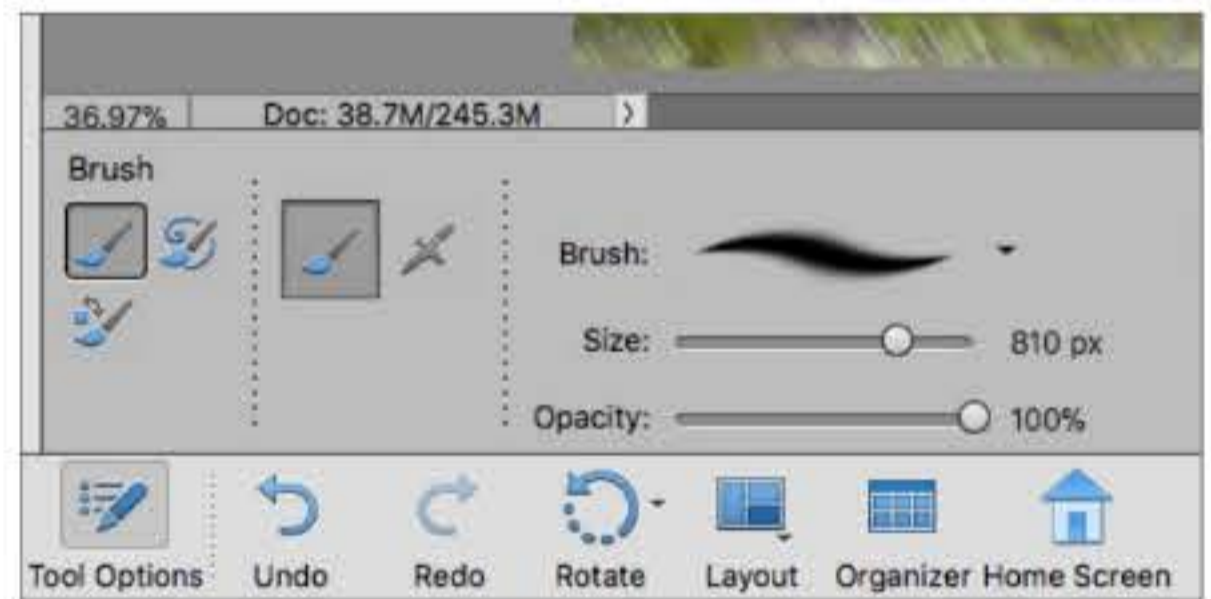 36.97% Doc: 38.7M/245.3M >
Brush
Brush:
Size: 810 px
Opacity: 100%
Tool Options Undo Redo Rotate Layout Organizer Home Screen